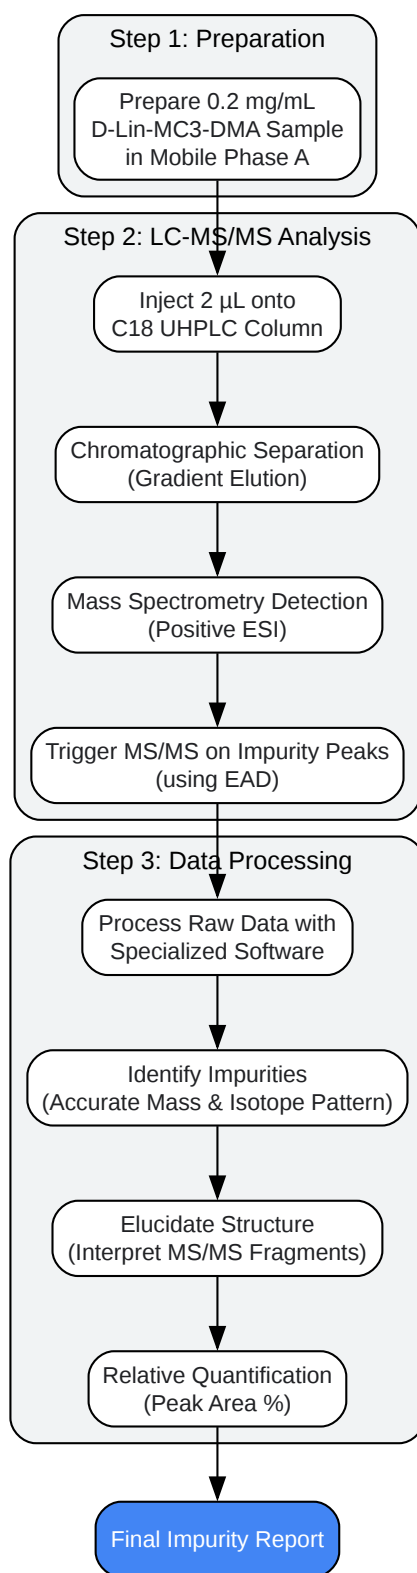 Step 1: Preparation
Prepare 0.2 mg/mL
D-Lin-MC3-DMA Sample
in Mobile Phase A
Step 2: LC-MS/MS Analysis
Inject 2 µL onto
C18 UHPLC Column
Chromatographic Separation
(Gradient Elution)
Mass Spectrometry Detection
(Positive ESI)
Trigger MS/MS on Impurity Peaks
(using EAD)
Step 3: Data Processing
Process Raw Data with
Specialized Software
Identify Impurities
(Accurate Mass & Isotope Pattern)
Elucidate Structure
(Interpret MS/MS Fragments)
Relative Quantification
(Peak Area %)
Final Impurity Report